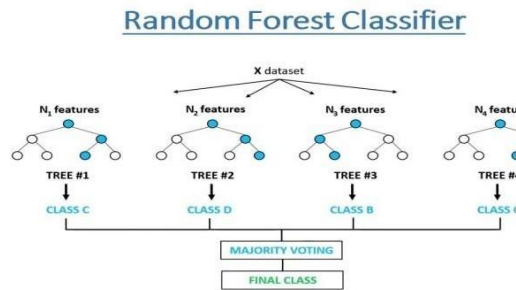 Random Forest Classifier
X dataset
N1 features N2 features N3 features N4 featu
TREE #1 TREE #2 TREE #3 TREE #
CLASS C CLASS D CLASS B CLASS
MAJORITY VOTING
FINAL CLASS